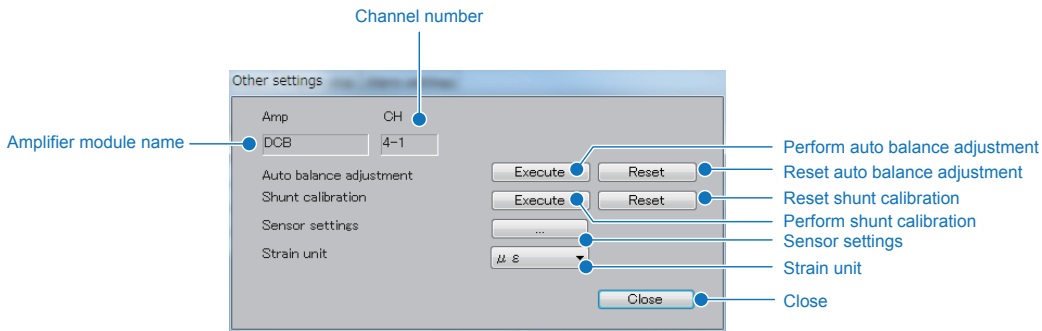 Channel number
Other settings
Amp CH
Amplifier module name
DCB 4-1
Perform auto balance adjustment
Auto balance adjustment Execute Reset
Reset auto balance adjustment
Shunt calibration Execute Reset
Reset shunt calibration
Perform shunt calibration
Sensor settings ...
Sensor settings
Strain unit μ ε
Strain unit
Close
Close